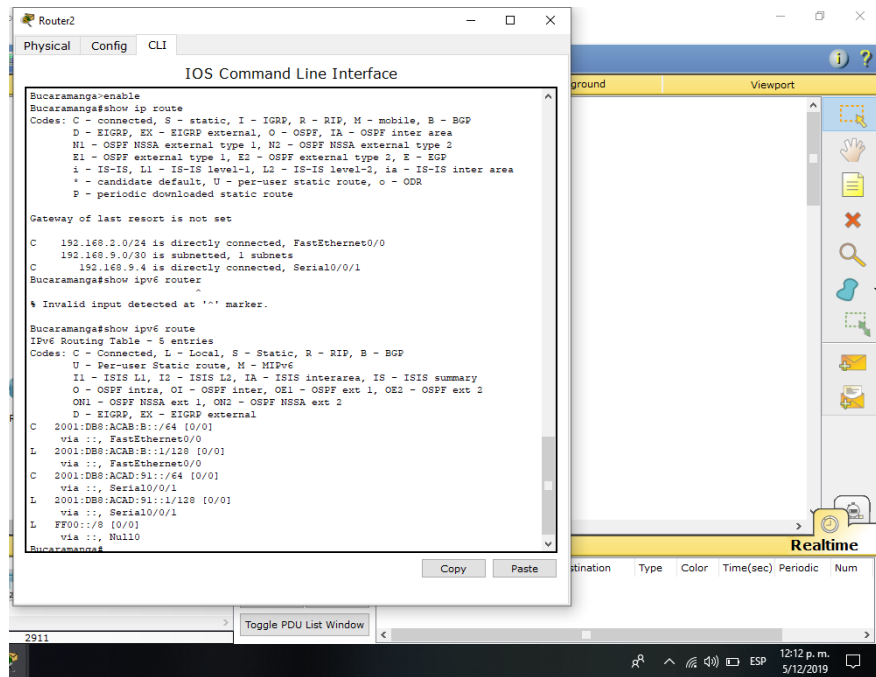 Router2
Physical Config CLI
IOS Command Line Interface
Bucaramanga>enable
Bucaramanga#show ip route
Codes: C - connected, S - static, I - IGRP, R - RIP, M - mobile, B - BGP
D - EIGRP, EX - EIGRP external, O - OSPF, IA - OSPF inter area
N1 - OSPF NSSA external type 1, N2 - OSPF NSSA external type 2
E1 - OSPF external type 1, E2 - OSPF external type 2, E - EGP
i - IS-IS, L1 - IS-IS level-1, L2 - IS-IS level-2, ia - IS-IS inter area
* - candidate default, U - per-user static route, o - ODR
P - periodic downloaded static route
Gateway of last resort is not set
C 192.168.2.0/24 is directly connected, FastEthernet0/0
192.168.9.0/30 is subnetted, 1 subnets
C 192.168.9.4 is directly connected, Serial0/0/1
Bucaramanga#show ipv6 router
^
% Invalid input detected at '^' marker.
Bucaramanga#show ipv6 route
IPv6 Routing Table - 5 entries
Codes: C - Connected, L - Local, S - Static, R - RIP, B - BGP
U - Per-user Static route, M - MIPv6
I1 - ISIS L1, I2 - ISIS L2, IA - ISIS interarea, IS - ISIS summary
O - OSPF intra, OI - OSPF inter, OE1 - OSPF ext 1, OE2 - OSPF ext 2
ON1 - OSPF NSSA ext 1, ON2 - OSPF NSSA ext 2
D - EIGRP, EX - EIGRP external
C 2001:DB8:ACAB:B::/64 [0/0]
via ::, FastEthernet0/0
L 2001:DB8:ACAB:B::1/128 [0/0]
via ::, FastEthernet0/0
C 2001:DB8:ACAD:91::/64 [0/0]
via ::, Serial0/0/1
L 2001:DB8:ACAD:91::1/128 [0/0]
via ::, Serial0/0/1
L FF00::/8 [0/0]
via ::, Null0
Bucaramanga#
Copy Paste
Viewport
Realtime
Type Color Time(sec) Periodic Num
Toggle PDU List Window
2911
ESP
12:12 p. m.
5/12/2019